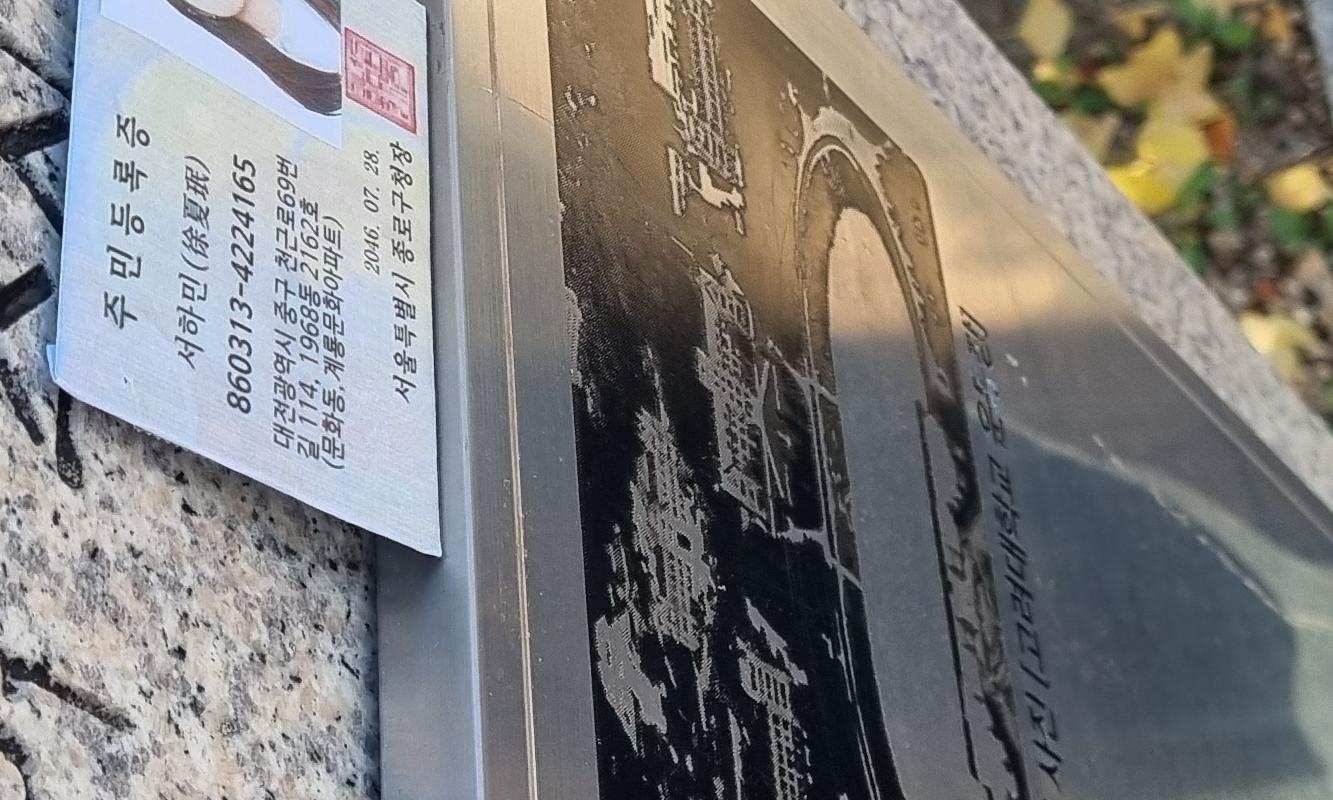 주민등록증
서하민(徐夏珉)
860313-4224165
대전광역시 중구 천근로69번
길 114, 1968동 2162호
(문화동, 계룡문화아파트)
2046. 07. 28.
서울특별시 종로구청장
사진 | 고려대학교